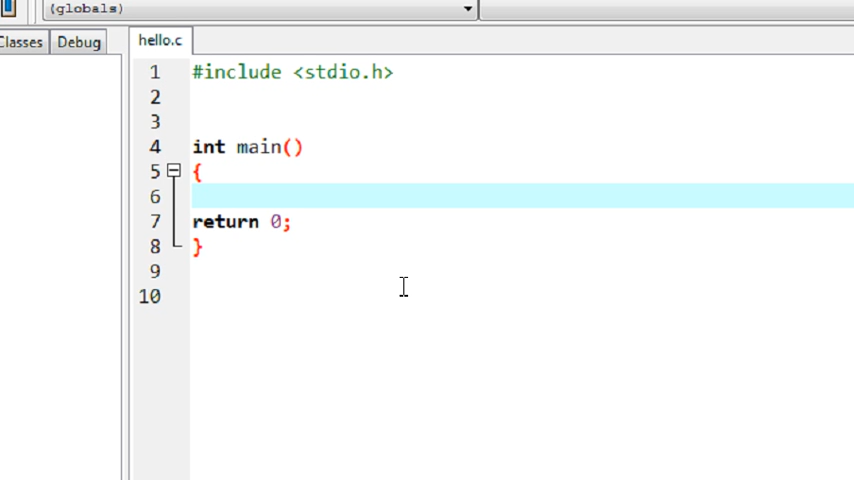 (globals)
Classes Debug hello.c
1 #include <stdio.h>
2
3
4 int main()
5 {
6
7 return 0;
8 }
9
10